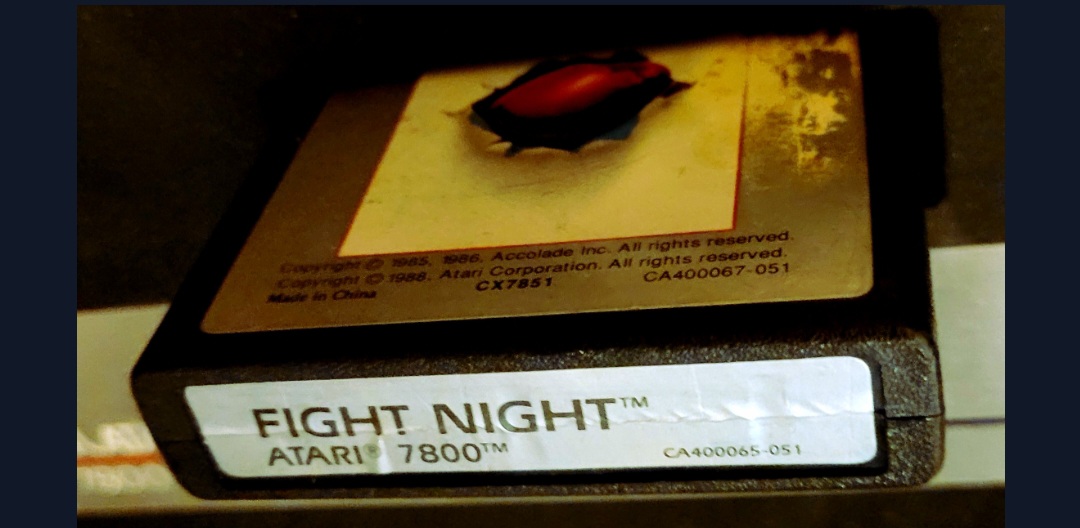 Copyright © 1985, 1986, Accolade Inc. All rights reserved.
Copyright © 1988, Atari Corporation. All rights reserved.
Made in China CX7851 CA400067-051
FIGHT NIGHT™
ATARI® 7800™ CA400065-051